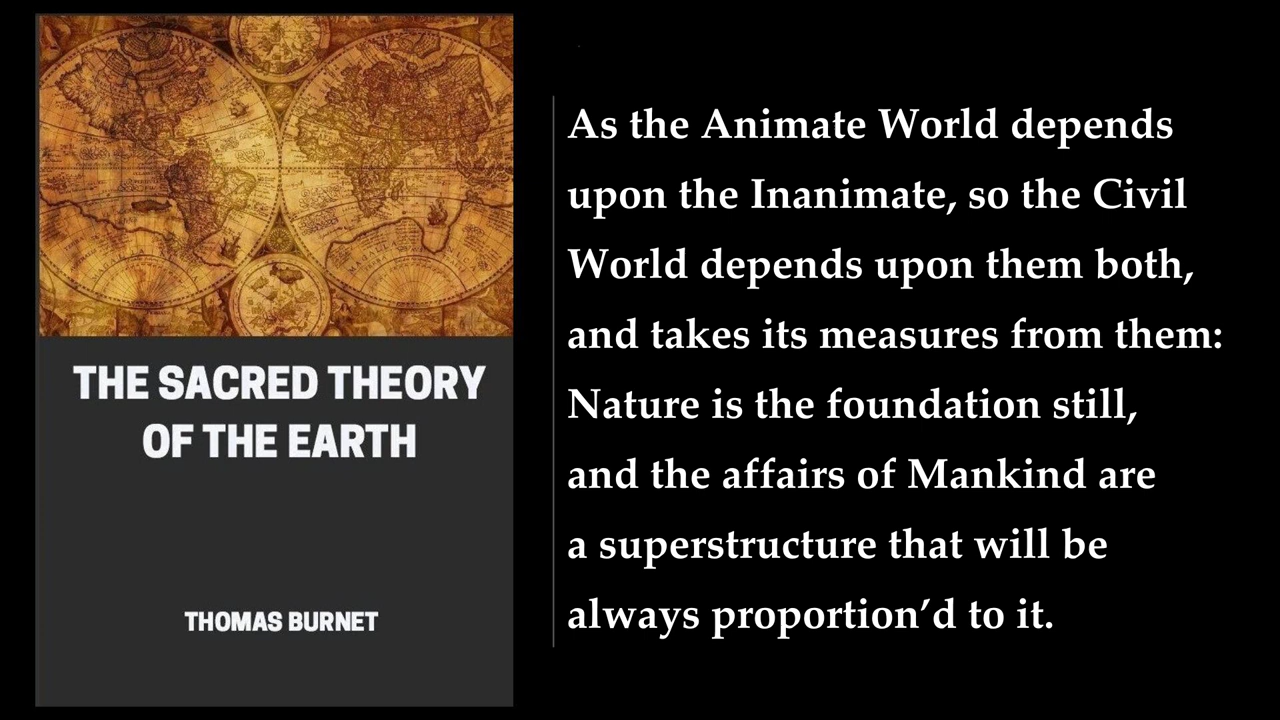 THE SACRED THEORY
OF THE EARTH
THOMAS BURNET
As the Animate World depends
upon the Inanimate, so the Civil
World depends upon them both,
and takes its measures from them:
Nature is the foundation still,
and the affairs of Mankind are
a superstructure that will be
always proportion’d to it.